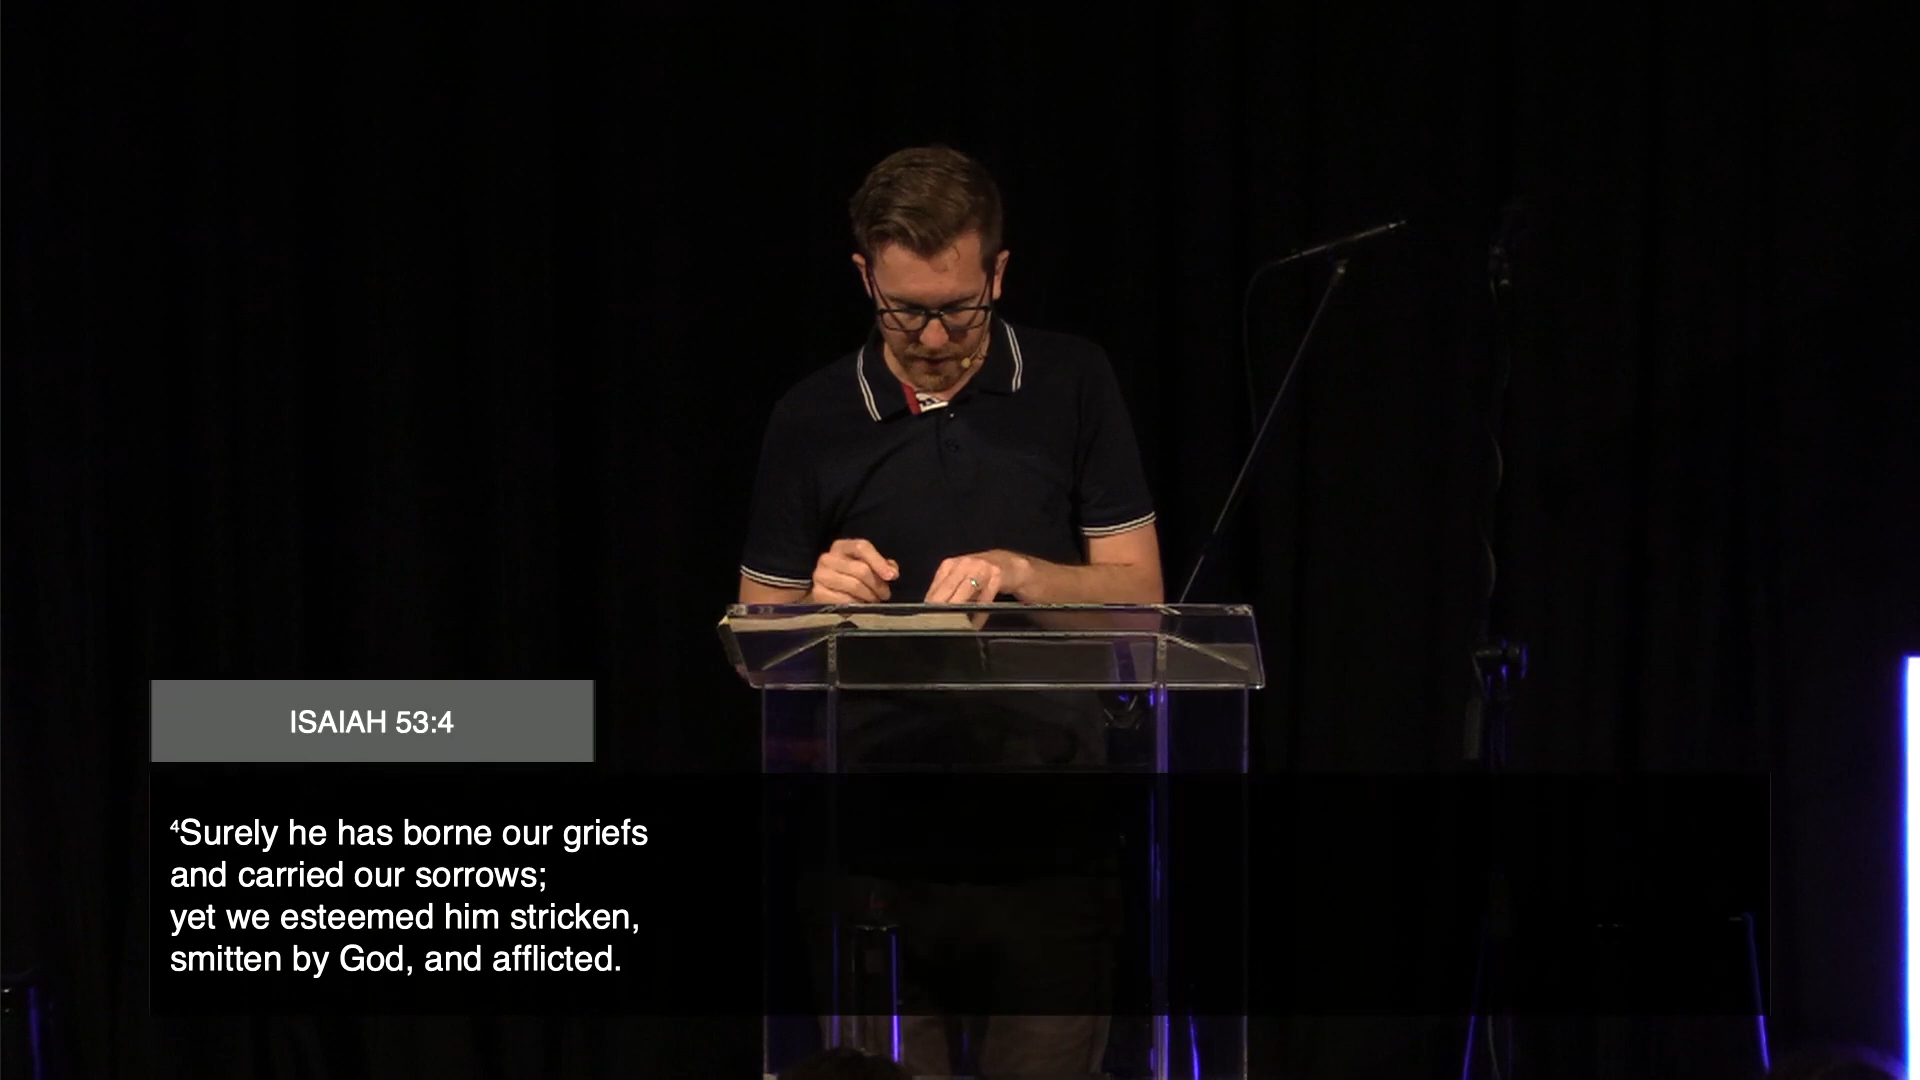 ISAIAH 53:4
⁴Surely he has borne our griefs
and carried our sorrows;
yet we esteemed him stricken,
smitten by God, and afflicted.